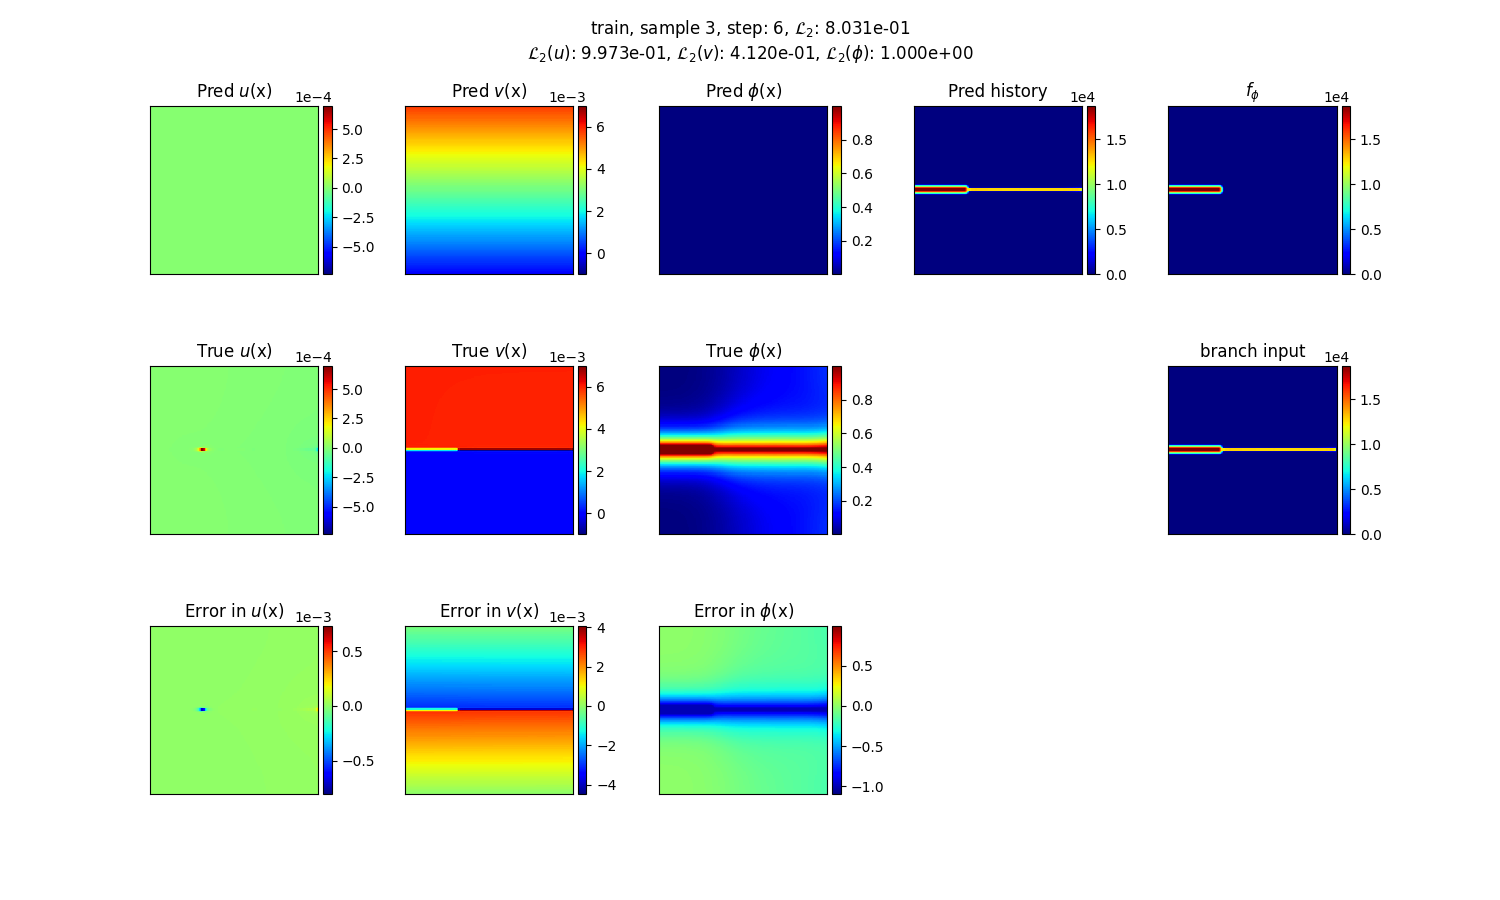 train, sample 3, step: 6, 𝓛₂: 8.031e-01
𝓛₂(u): 9.973e-01, 𝓛₂(v): 4.120e-01, 𝓛₂(ϕ): 1.000e+00
Pred u(x)
1e−4
5.0
2.5
0.0
−2.5
−5.0
Pred v(x)
1e−3
6
4
2
0
Pred ϕ(x)
0.8
0.6
0.4
0.2
Pred history
1e4
1.5
1.0
0.5
0.0
f_ϕ
1e4
1.5
1.0
0.5
0.0
True u(x)
1e−4
5.0
2.5
0.0
−2.5
−5.0
True v(x)
1e−3
6
4
2
0
True ϕ(x)
0.8
0.6
0.4
0.2
branch input
1e4
1.5
1.0
0.5
0.0
Error in u(x)
1e−3
0.5
0.0
−0.5
Error in v(x)
1e−3
4
2
0
−2
−4
Error in ϕ(x)
0.5
0.0
−0.5
−1.0